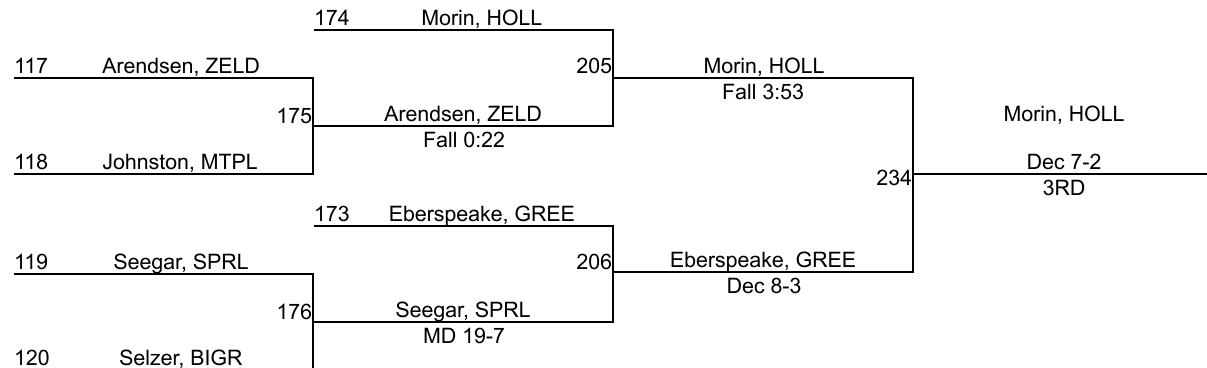 174 Morin, HOLL
117 Arendsen, ZELD
205 Morin, HOLL
Fall 3:53
175 Arendsen, ZELD
Fall 0:22
Morin, HOLL
118 Johnston, MTPL
Dec 7-2
234
3RD
173 Eberspeake, GREE
119 Seegar, SPRL
206 Eberspeake, GREE
Dec 8-3
176 Seegar, SPRL
MD 19-7
120 Selzer, BIGR